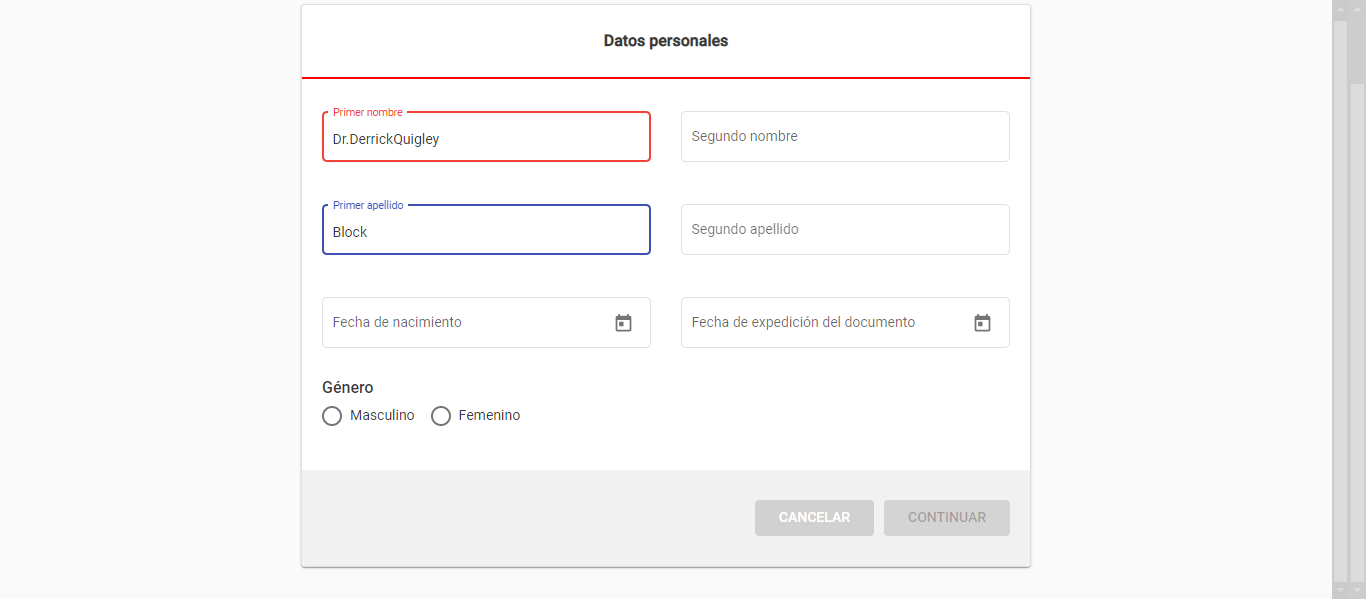 Datos personales
Primer nombre
Dr.DerrickQuigley
Segundo nombre
Primer apellido
Block
Segundo apellido
Fecha de nacimiento
Fecha de expedición del documento
Género
Masculino
Femenino
CANCELAR
CONTINUAR